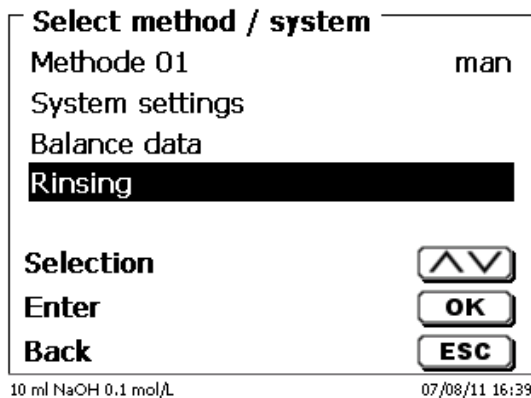 Select method / system
Methode 01 man
System settings
Balance data
Rinsing
Selection
Enter OK
Back ESC
10 ml NaOH 0.1 mol/L 07/08/11 16:39